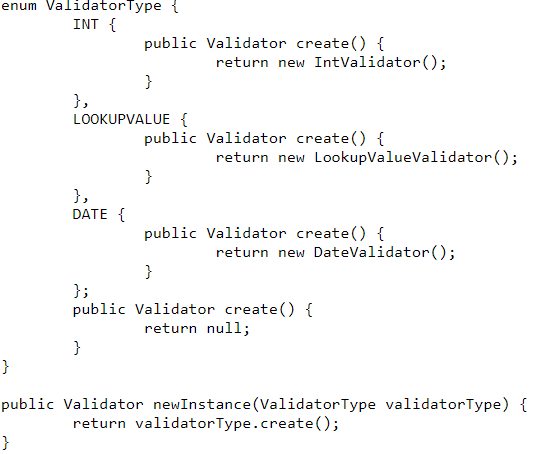 enum ValidatorType {
INT {
public Validator create() {
return new IntValidator();
}
},
LOOKUPVALUE {
public Validator create() {
return new LookupValueValidator();
}
},
DATE {
public Validator create() {
return new DateValidator();
}
};
public Validator create() {
return null;
}
}
public Validator newInstance(ValidatorType validatorType) {
return validatorType.create();
}